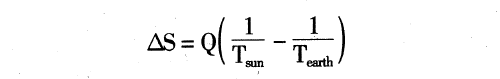 ΔS = Q(1/T_sun − 1/T_earth)